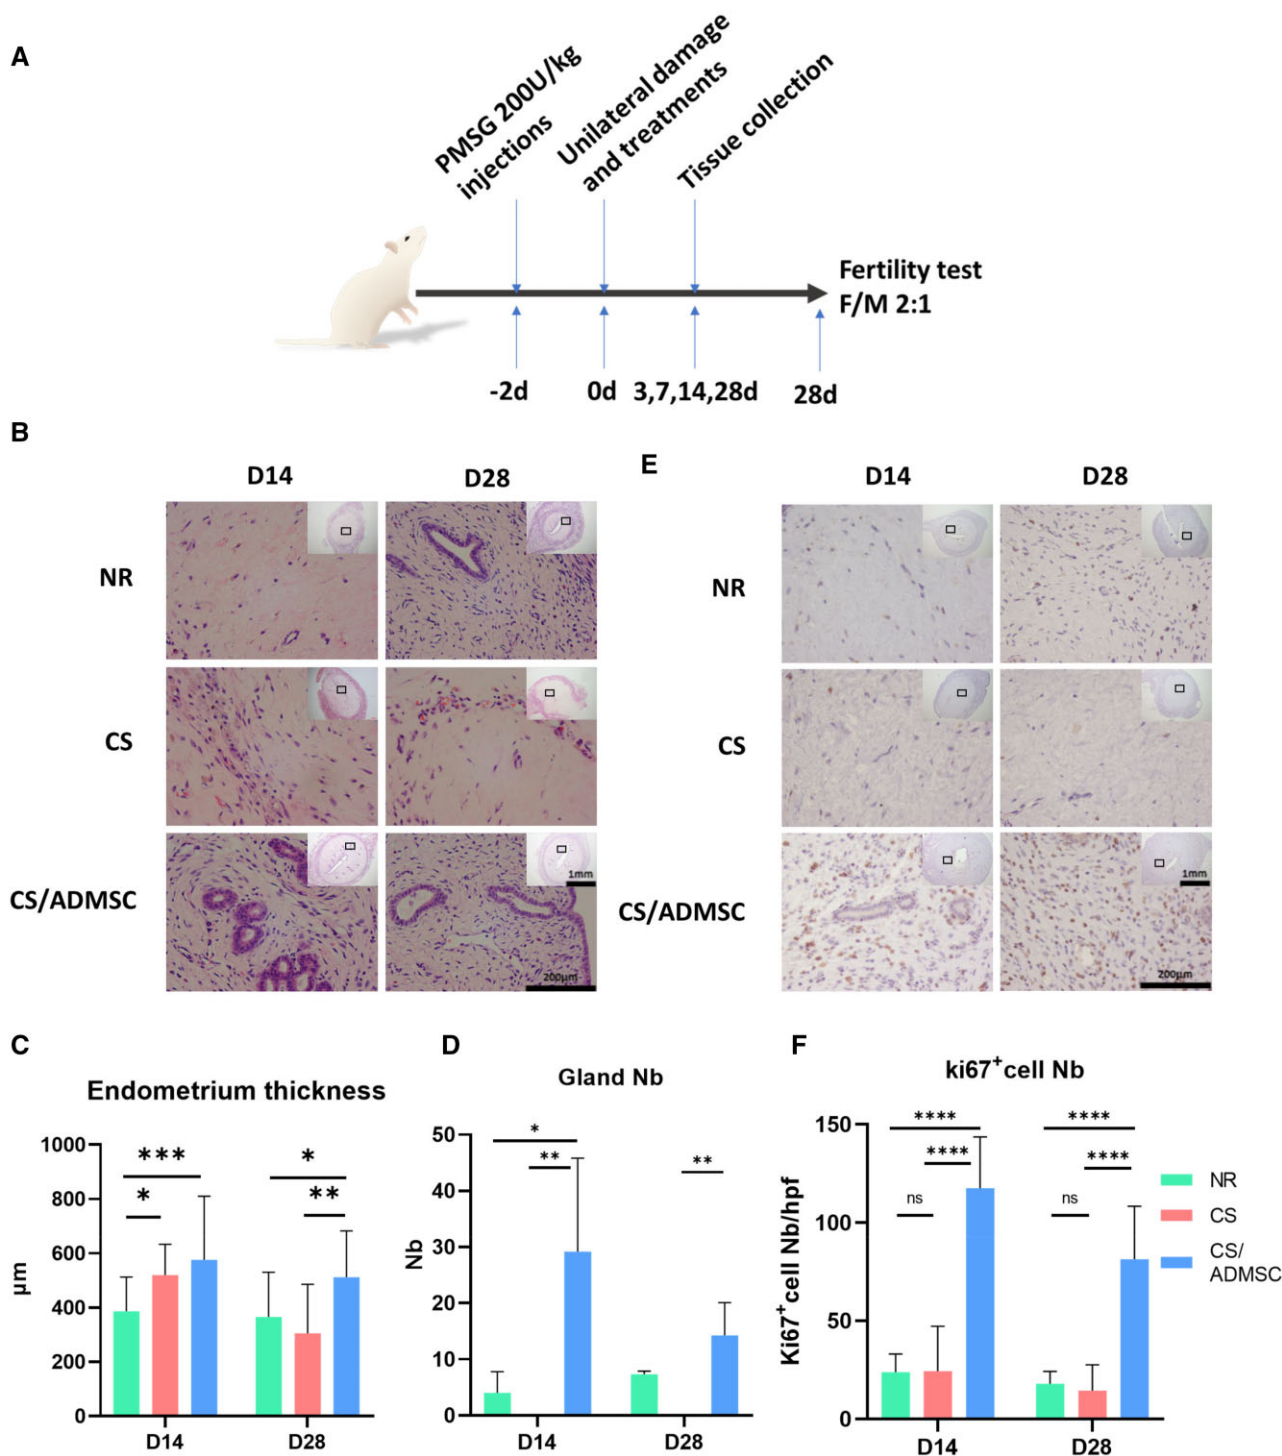 A
PMSG 200U/kg
injections
Unilateral damage
and treatments
Tissue collection
Fertility test
F/M 2:1
-2d
0d
3,7,14,28d
28d
B
D14
D28
NR
CS
CS/ADMSC
1mm
200µm
E
D14
D28
NR
CS
CS/ADMSC
1mm
200µm
C
Endometrium thickness
µm
1000
800
600
400
200
0
***
*
*
**
D14
D28
D
Gland Nb
Nb
50
40
30
20
10
0
*
**
**
D14
D28
F
ki67+cell Nb
Ki67+cell Nb/hpf
150
100
50
0
****
****
ns
****
****
ns
D14
D28
NR
CS
CS/
ADMSC